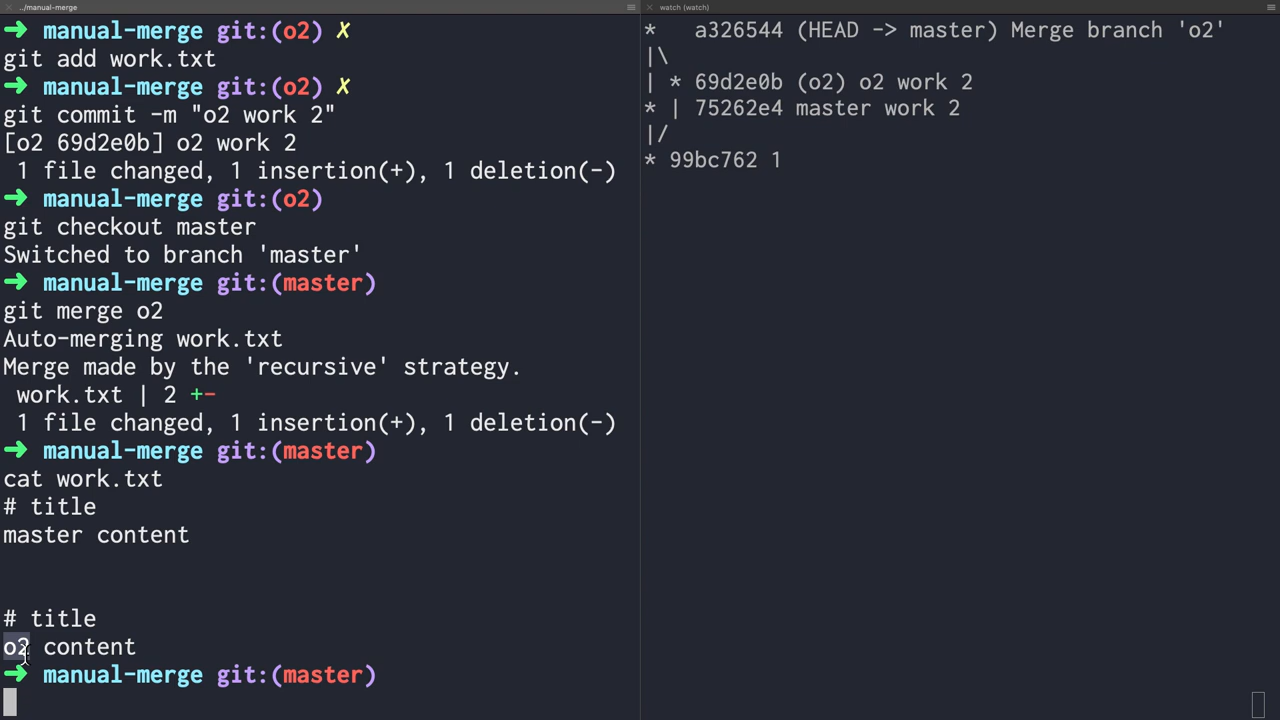 ../manual-merge
➜ manual-merge git:(o2) ✗
git add work.txt
➜ manual-merge git:(o2) ✗
git commit -m "o2 work 2"
[o2 69d2e0b] o2 work 2
1 file changed, 1 insertion(+), 1 deletion(-)
➜ manual-merge git:(o2)
git checkout master
Switched to branch 'master'
➜ manual-merge git:(master)
git merge o2
Auto-merging work.txt
Merge made by the 'recursive' strategy.
work.txt | 2 +-
1 file changed, 1 insertion(+), 1 deletion(-)
➜ manual-merge git:(master)
cat work.txt
# title
master content
# title
o2 content
➜ manual-merge git:(master)
watch (watch)
*   a326544 (HEAD -> master) Merge branch 'o2'
|\
| * 69d2e0b (o2) o2 work 2
* | 75262e4 master work 2
|/
* 99bc762 1